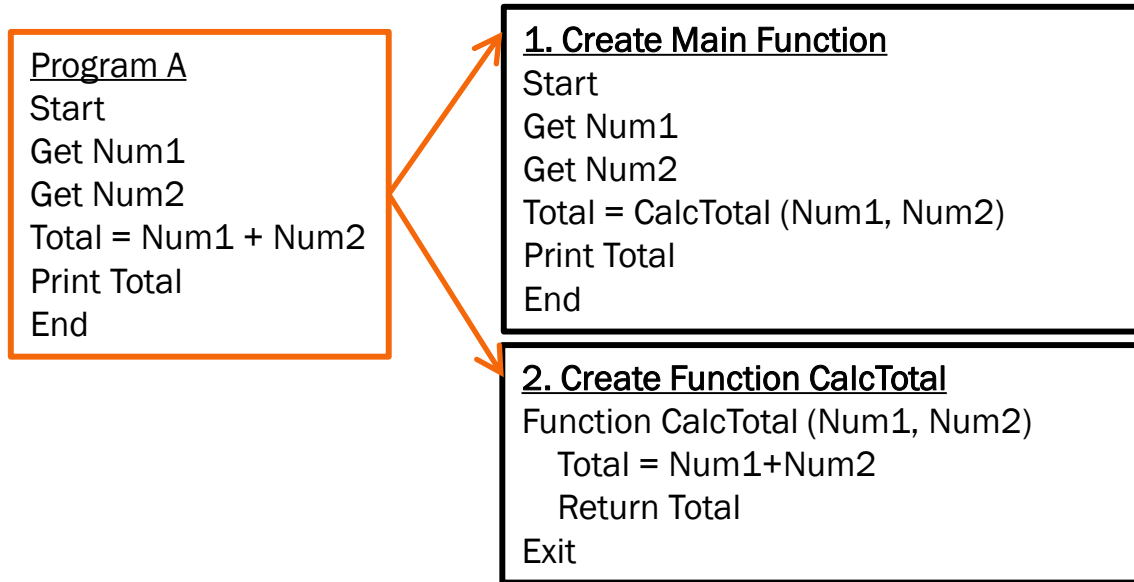 Program A
Start
Get Num1
Get Num2
Total = Num1 + Num2
Print Total
End
1. Create Main Function
Start
Get Num1
Get Num2
Total = CalcTotal (Num1, Num2)
Print Total
End
2. Create Function CalcTotal
Function CalcTotal (Num1, Num2)
Total = Num1+Num2
Return Total
Exit